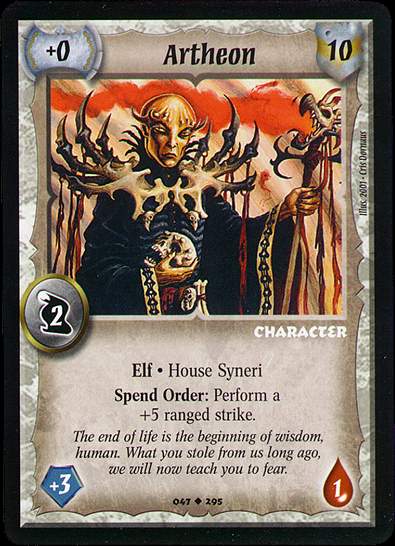 +0
Artheon
10
Illus. 2001 • Cris Dornaus
2
CHARACTER
Elf • House Syneri
Spend Order: Perform a
+5 ranged strike.
The end of life is the beginning of wisdom,
human. What you stole from us long ago,
we will now teach you to fear.
+3
047 ◆ 295
1